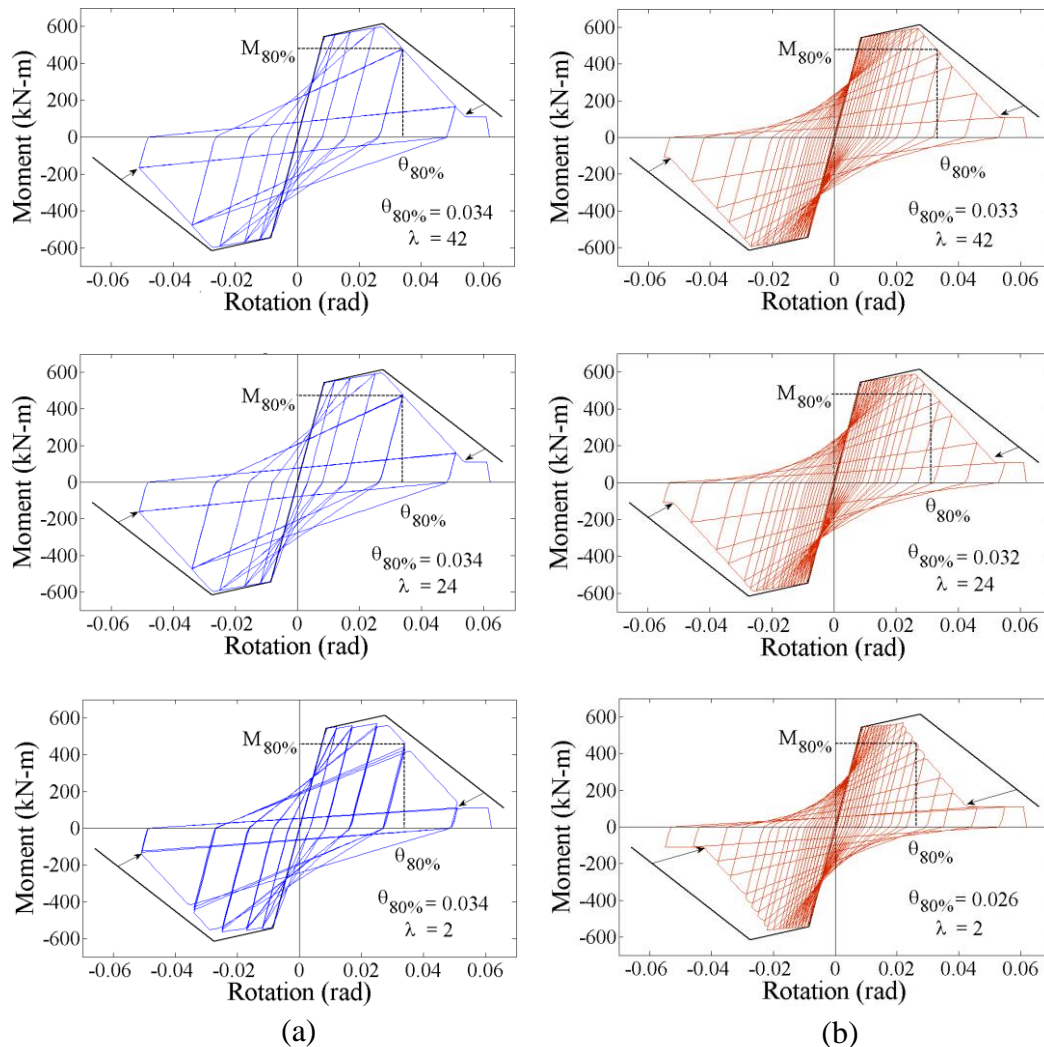 600
400
200
0
-200
-400
-600
Moment (kN-m)
M80%
θ80%
θ80% = 0.034
λ = 42
-0.06 -0.04 -0.02 0 0.02 0.04 0.06
Rotation (rad)
600
400
200
0
-200
-400
-600
Moment (kN-m)
M80%
θ80%
θ80% = 0.033
λ = 42
-0.06 -0.04 -0.02 0 0.02 0.04 0.06
Rotation (rad)
600
400
200
0
-200
-400
-600
Moment (kN-m)
M80%
θ80%
θ80% = 0.034
λ = 24
-0.06 -0.04 -0.02 0 0.02 0.04 0.06
Rotation (rad)
600
400
200
0
-200
-400
-600
Moment (kN-m)
M80%
θ80%
θ80% = 0.032
λ = 24
-0.06 -0.04 -0.02 0 0.02 0.04 0.06
Rotation (rad)
600
400
200
0
-200
-400
-600
Moment (kN-m)
M80%
θ80%
θ80% = 0.034
λ = 2
-0.06 -0.04 -0.02 0 0.02 0.04 0.06
Rotation (rad)
600
400
200
0
-200
-400
-600
Moment (kN-m)
M80%
θ80%
θ80% = 0.026
λ = 2
-0.06 -0.04 -0.02 0 0.02 0.04 0.06
Rotation (rad)
(a)
(b)